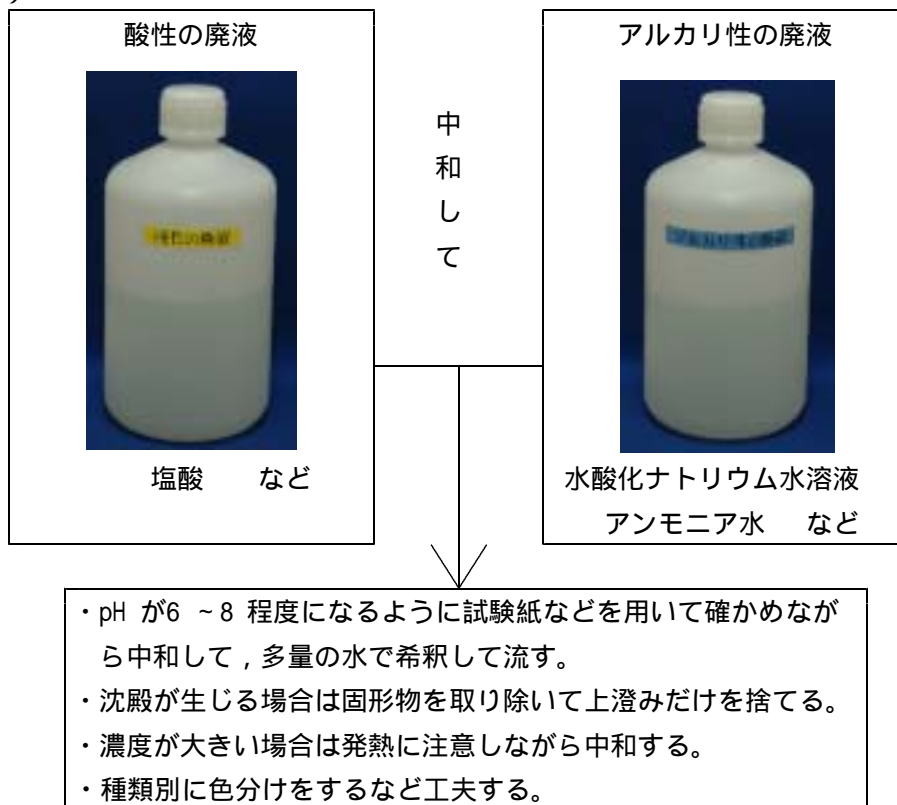 酸性の廃液
アルカリ性の廃液
中和して
塩酸　など
水酸化ナトリウム水溶液
アンモニア水　など
・pH が6 ~8 程度になるように試験紙などを用いて確かめなが
ら中和して，多量の水で希釈して流す。
・沈殿が生じる場合は固形物を取り除いて上澄みだけを捨てる。
・濃度が大きい場合は発熱に注意しながら中和する。
・種類別に色分けをするなど工夫する。